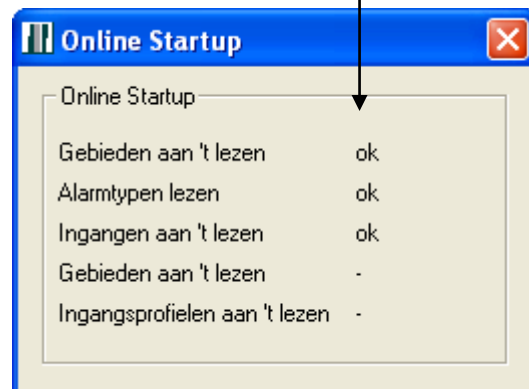 Online Startup
Online Startup
Gebieden aan 't lezen ok
Alarmtypen lezen ok
Ingangen aan 't lezen ok
Gebieden aan 't lezen -
Ingangsprofielen aan 't lezen -